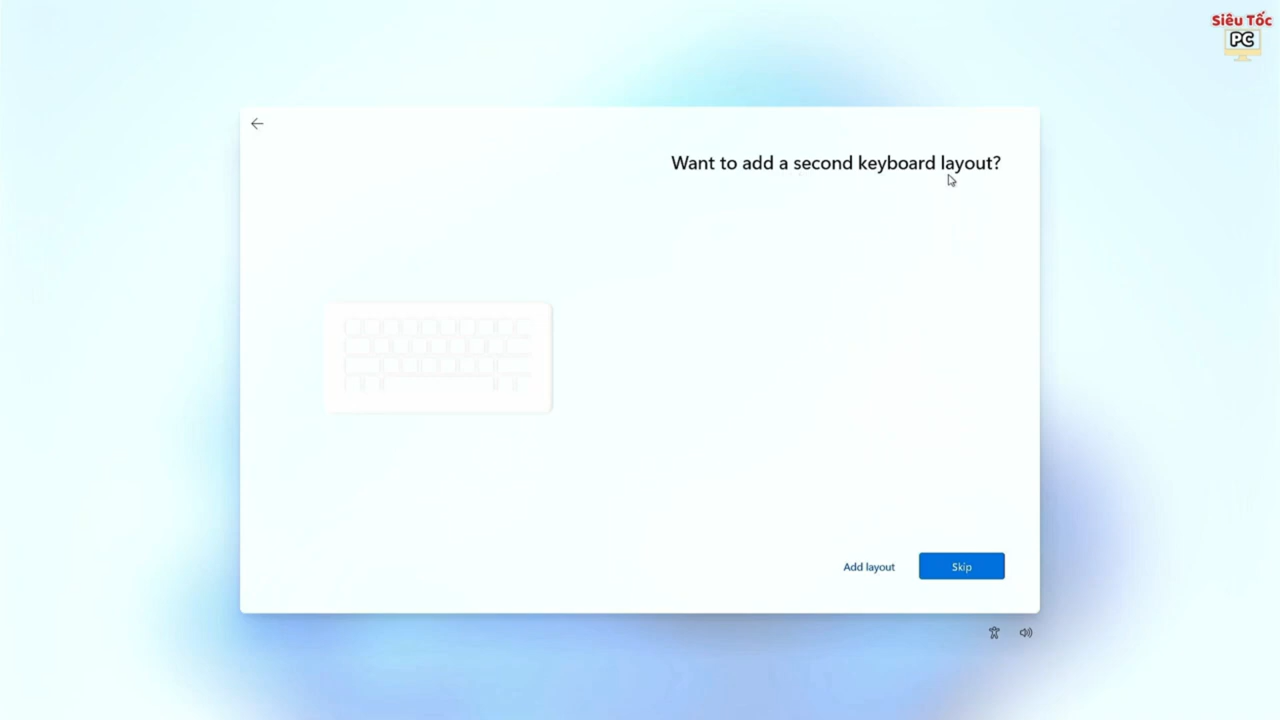 Siêu Tốc
PC
Want to add a second keyboard layout?
Add layout
Skip